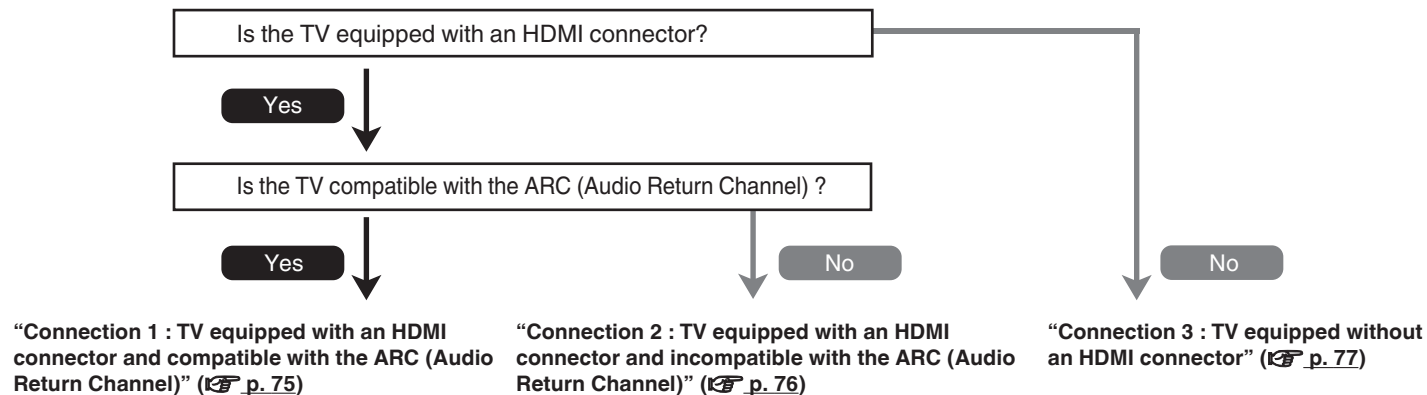 Is the TV equipped with an HDMI connector?
Yes
Is the TV compatible with the ARC (Audio Return Channel) ?
Yes
No
No
“Connection 1 : TV equipped with an HDMI
connector and compatible with the ARC (Audio
Return Channel)” (☞ p. 75)
“Connection 2 : TV equipped with an HDMI
connector and incompatible with the ARC (Audio
Return Channel)” (☞ p. 76)
“Connection 3 : TV equipped without
an HDMI connector” (☞ p. 77)